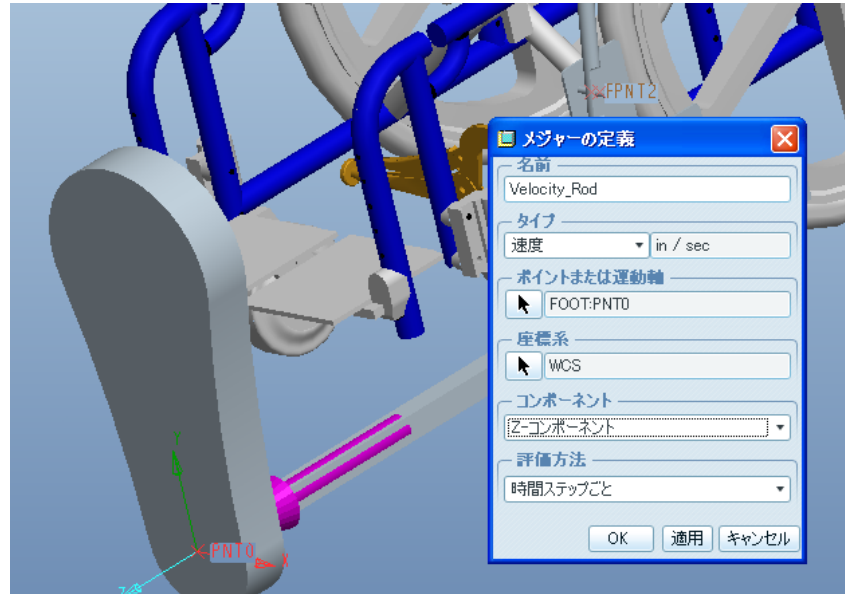 FPNT2
メジャーの定義
名前
Velocity_Rod
タイプ
速度
in / sec
ポイントまたは運動軸
FOOT:PNT0
座標系
WCS
コンポーネント
Z-コンポーネント
評価方法
時間ステップごと
OK 適用 キャンセル
Y
PNT0
X
Z